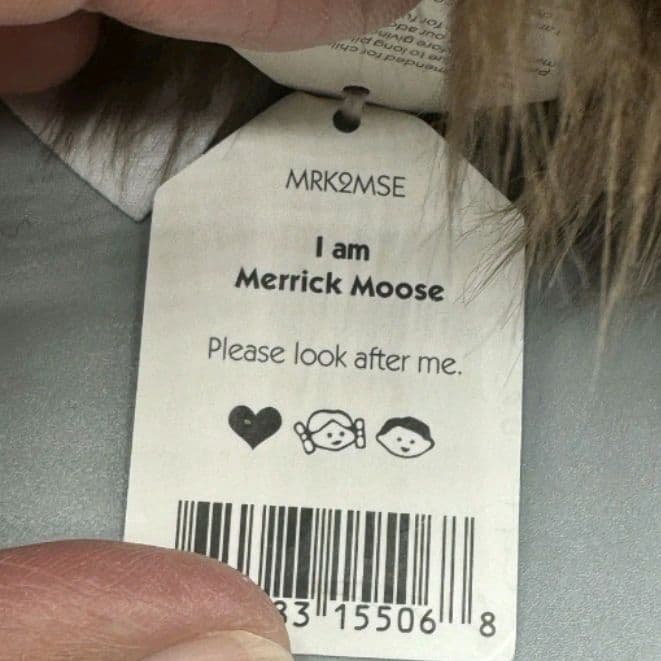 MRK2MSE
I am
Merrick Moose
Please look after me.
3 15506 8